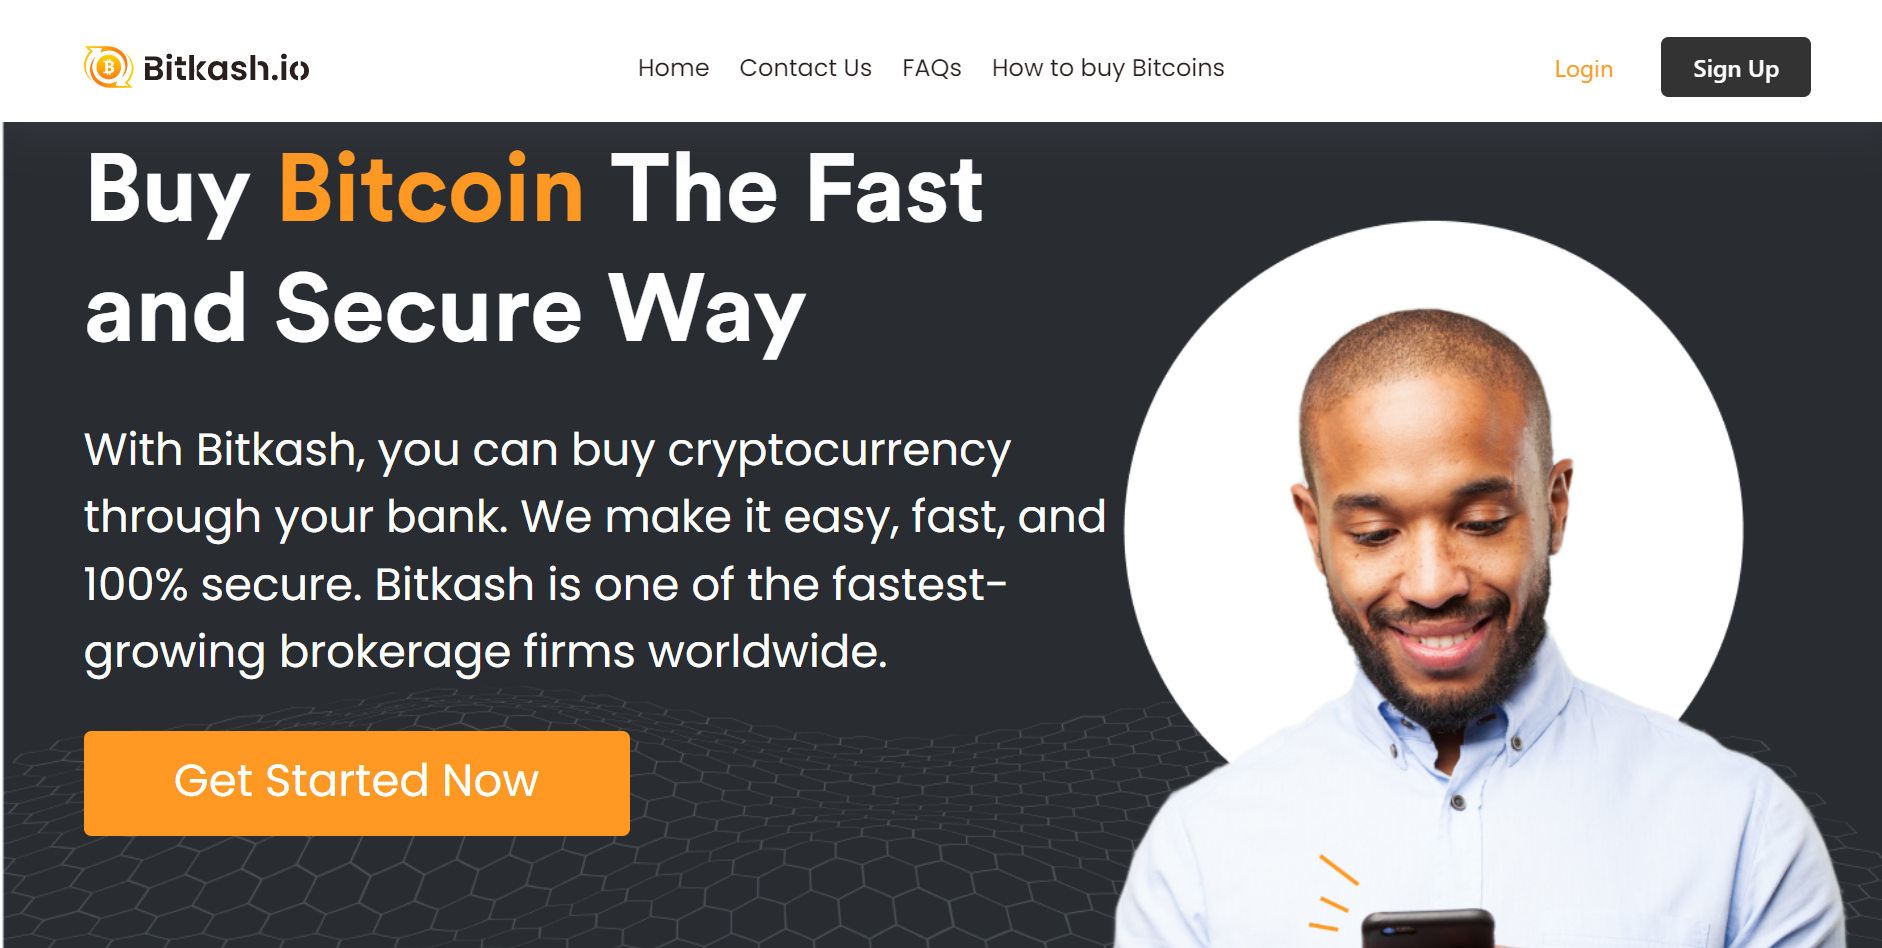 Bitkash.io
Home
Contact Us
FAQs
How to buy Bitcoins
Login
Sign Up
Buy Bitcoin The Fast
and Secure Way
With Bitkash, you can buy cryptocurrency
through your bank. We make it easy, fast, and
100% secure. Bitkash is one of the fastest-
growing brokerage firms worldwide.
Get Started Now